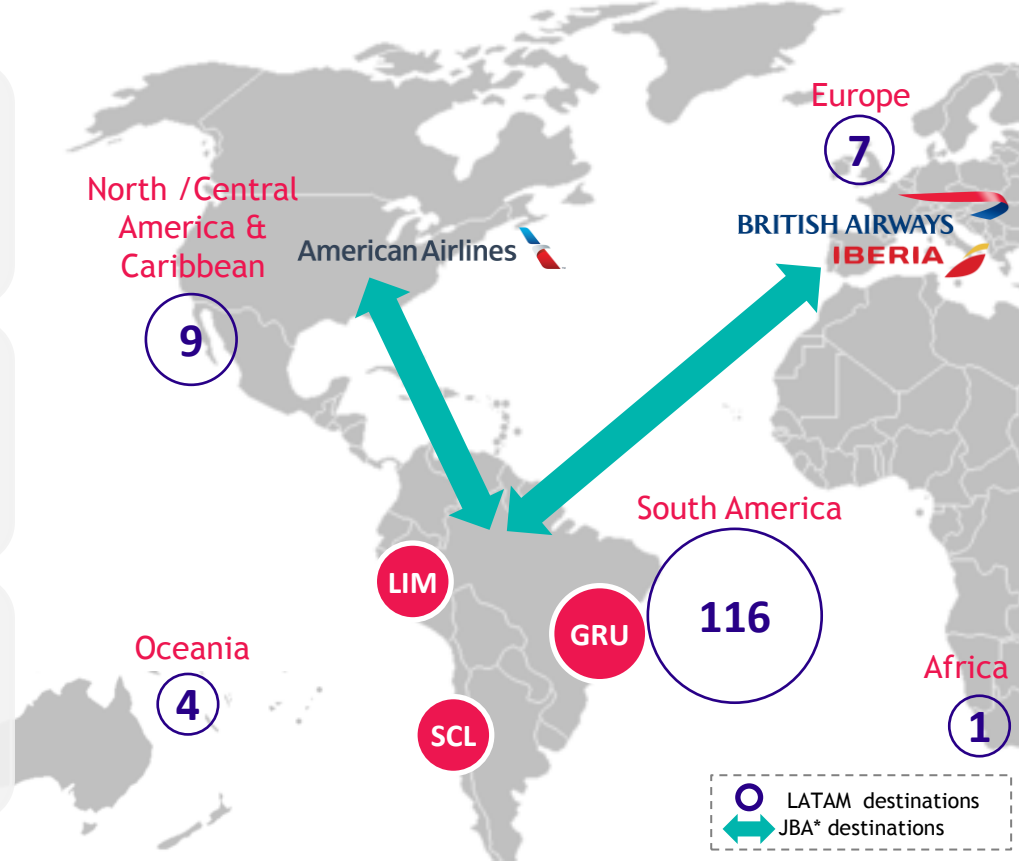 Europe
7
North /Central
America &
Caribbean
9
American Airlines
BRITISH AIRWAYS
IBERIA
South America
116
LIM
GRU
SCL
Oceania
4
Africa
1
LATAM destinations
JBA* destinations